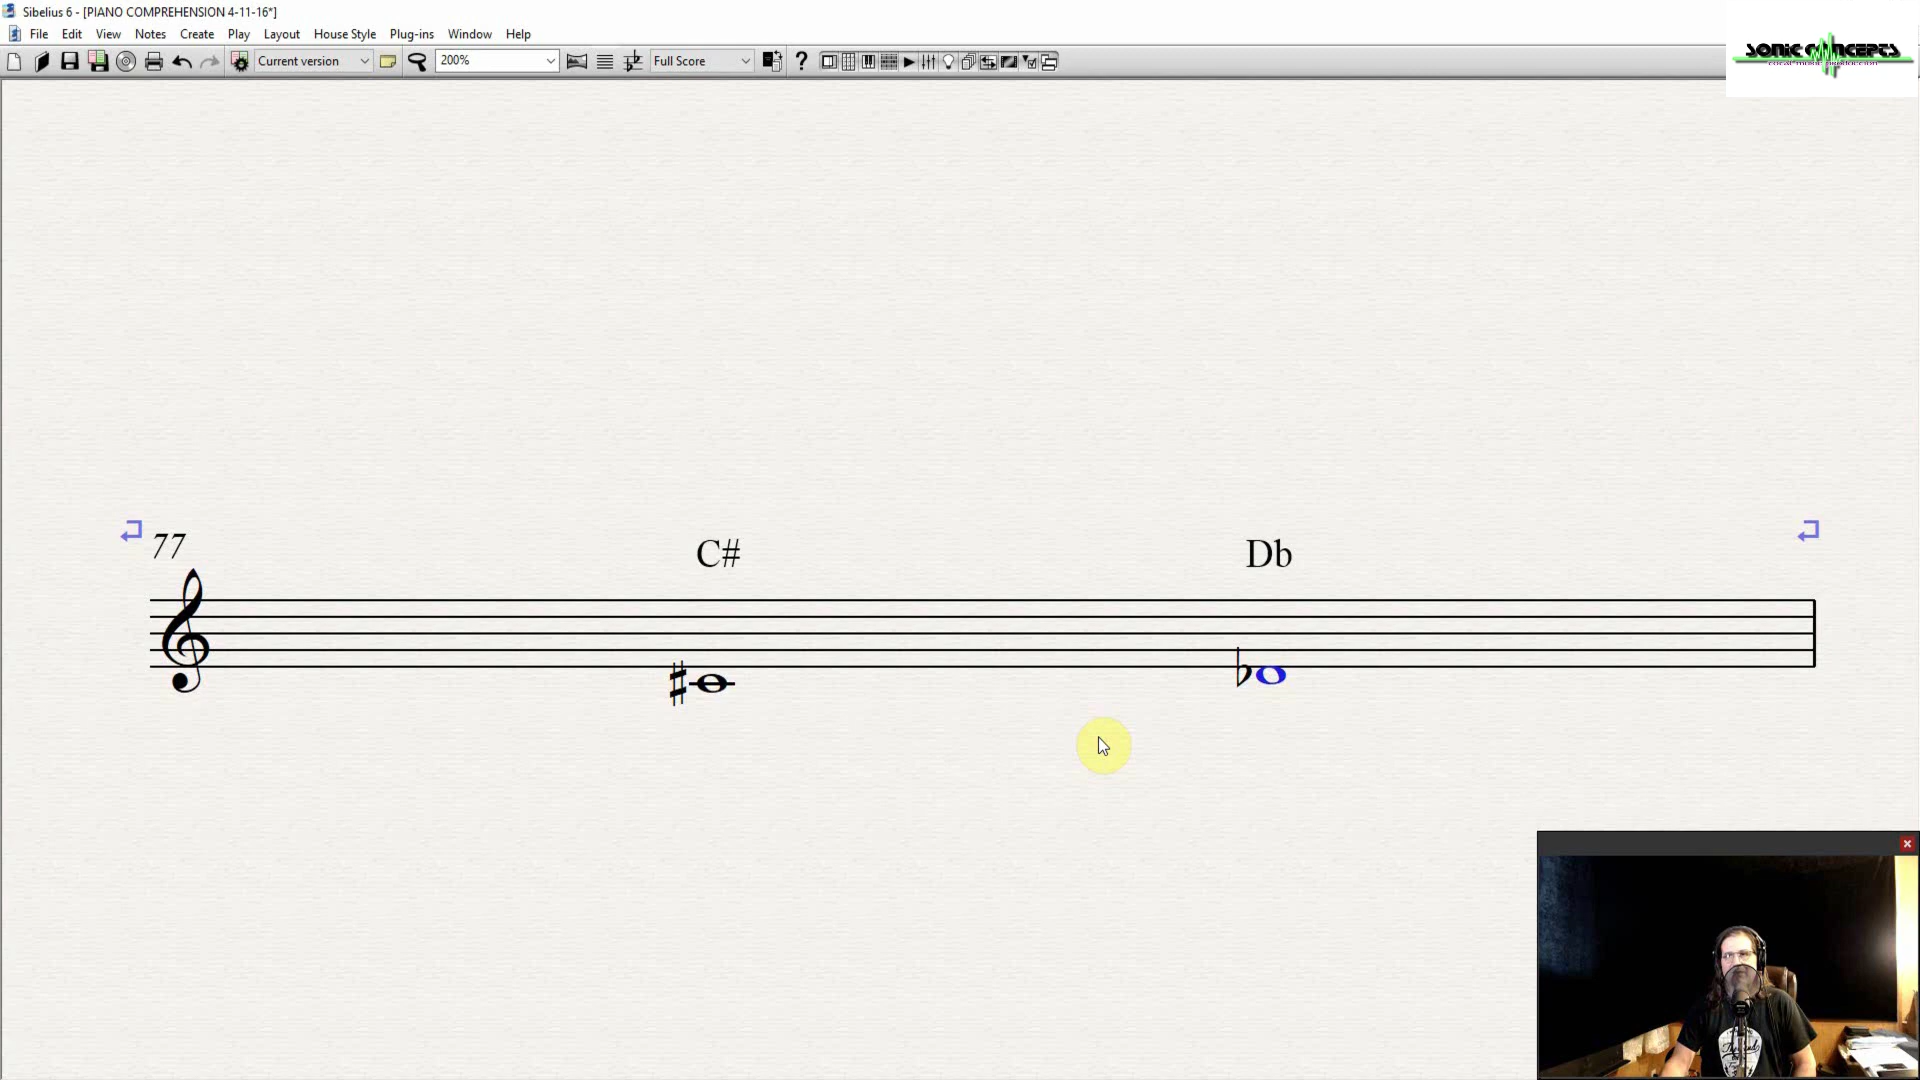 Sibelius 6 - [PIANO COMPREHENSION 4-11-16*]
File Edit View Notes Create Play Layout House Style Plug-ins Window Help
Current version 200% Full Score
SONIC CONCEPTS
77 C# Db